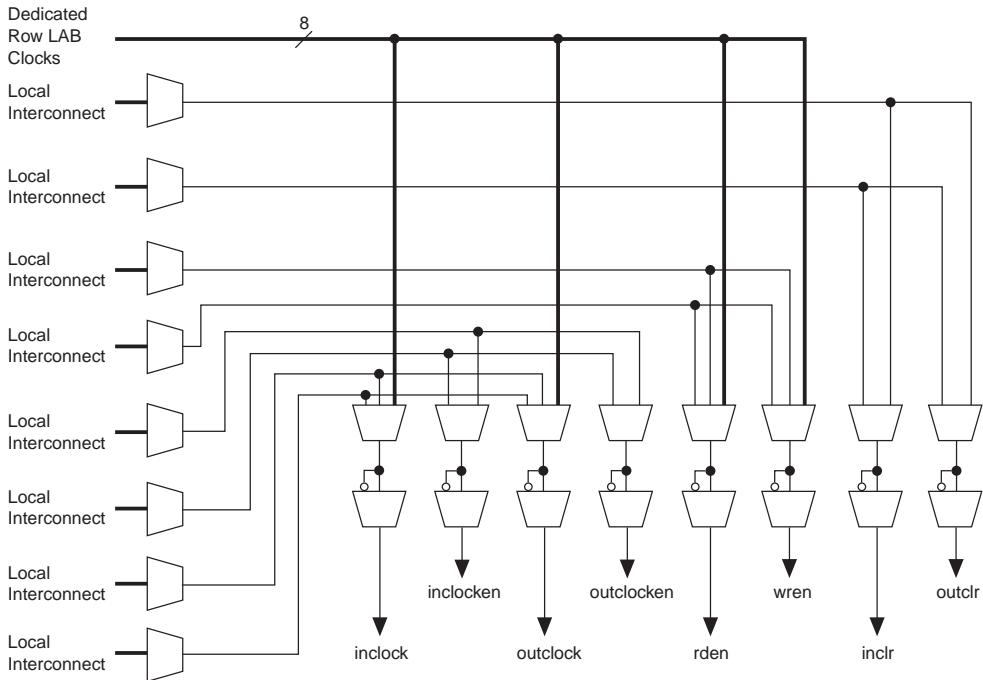 Dedicated
Row LAB
Clocks
8
Local
Interconnect
Local
Interconnect
Local
Interconnect
Local
Interconnect
Local
Interconnect
Local
Interconnect
Local
Interconnect
Local
Interconnect
inclocken
outclocken
wren
outclr
inclock
outclock
rden
inclr